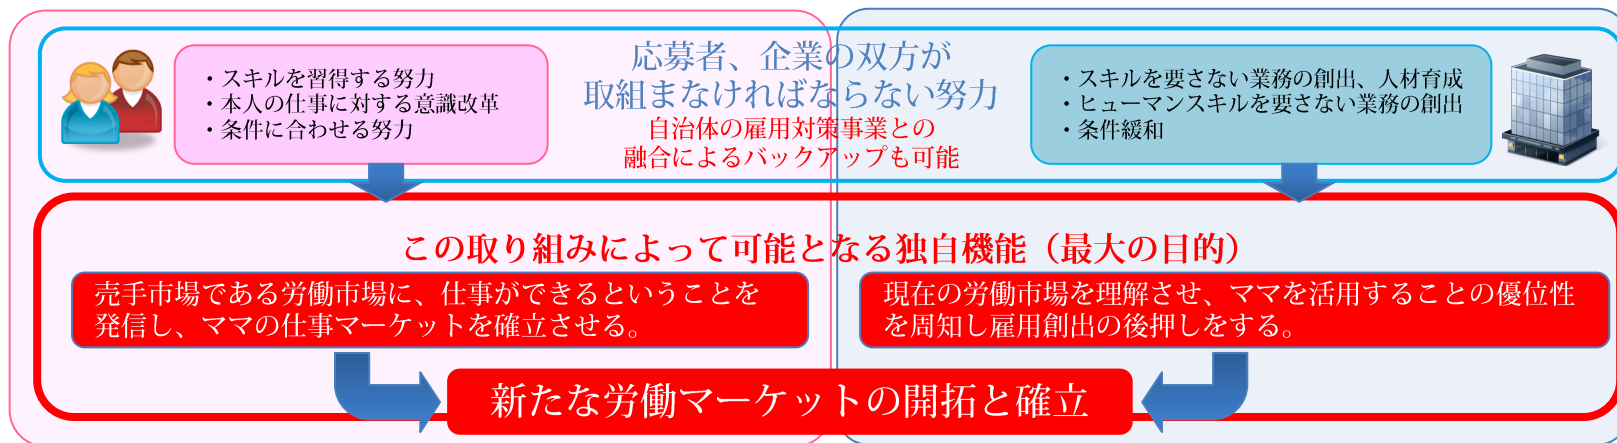 ・スキルを習得する努力
・本人の仕事に対する意識改革
・条件に合わせる努力
応募者、企業の双方が
取組まなければならない努力
自治体の雇用対策事業との
融合によるバックアップも可能
・スキルを要さない業務の創出、人材育成
・ヒューマンスキルを要さない業務の創出
・条件緩和
この取り組みによって可能となる独自機能（最大の目的）
売手市場である労働市場に、仕事ができるということを
発信し、ママの仕事マーケットを確立させる。
現在の労働市場を理解させ、ママを活用することの優位性
を周知し雇用創出の後押しをする。
新たな労働マーケットの開拓と確立